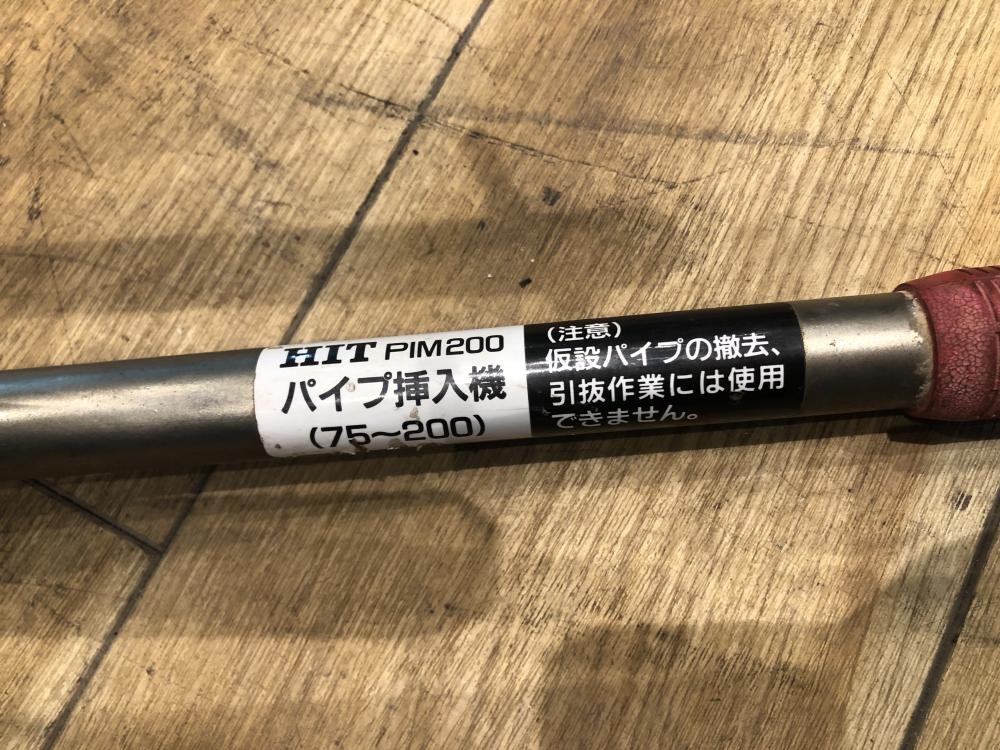 HIT PIM200
パイプ挿入機
(75～200)
(注意)
仮設パイプの撤去、
引抜作業には使用
できません。